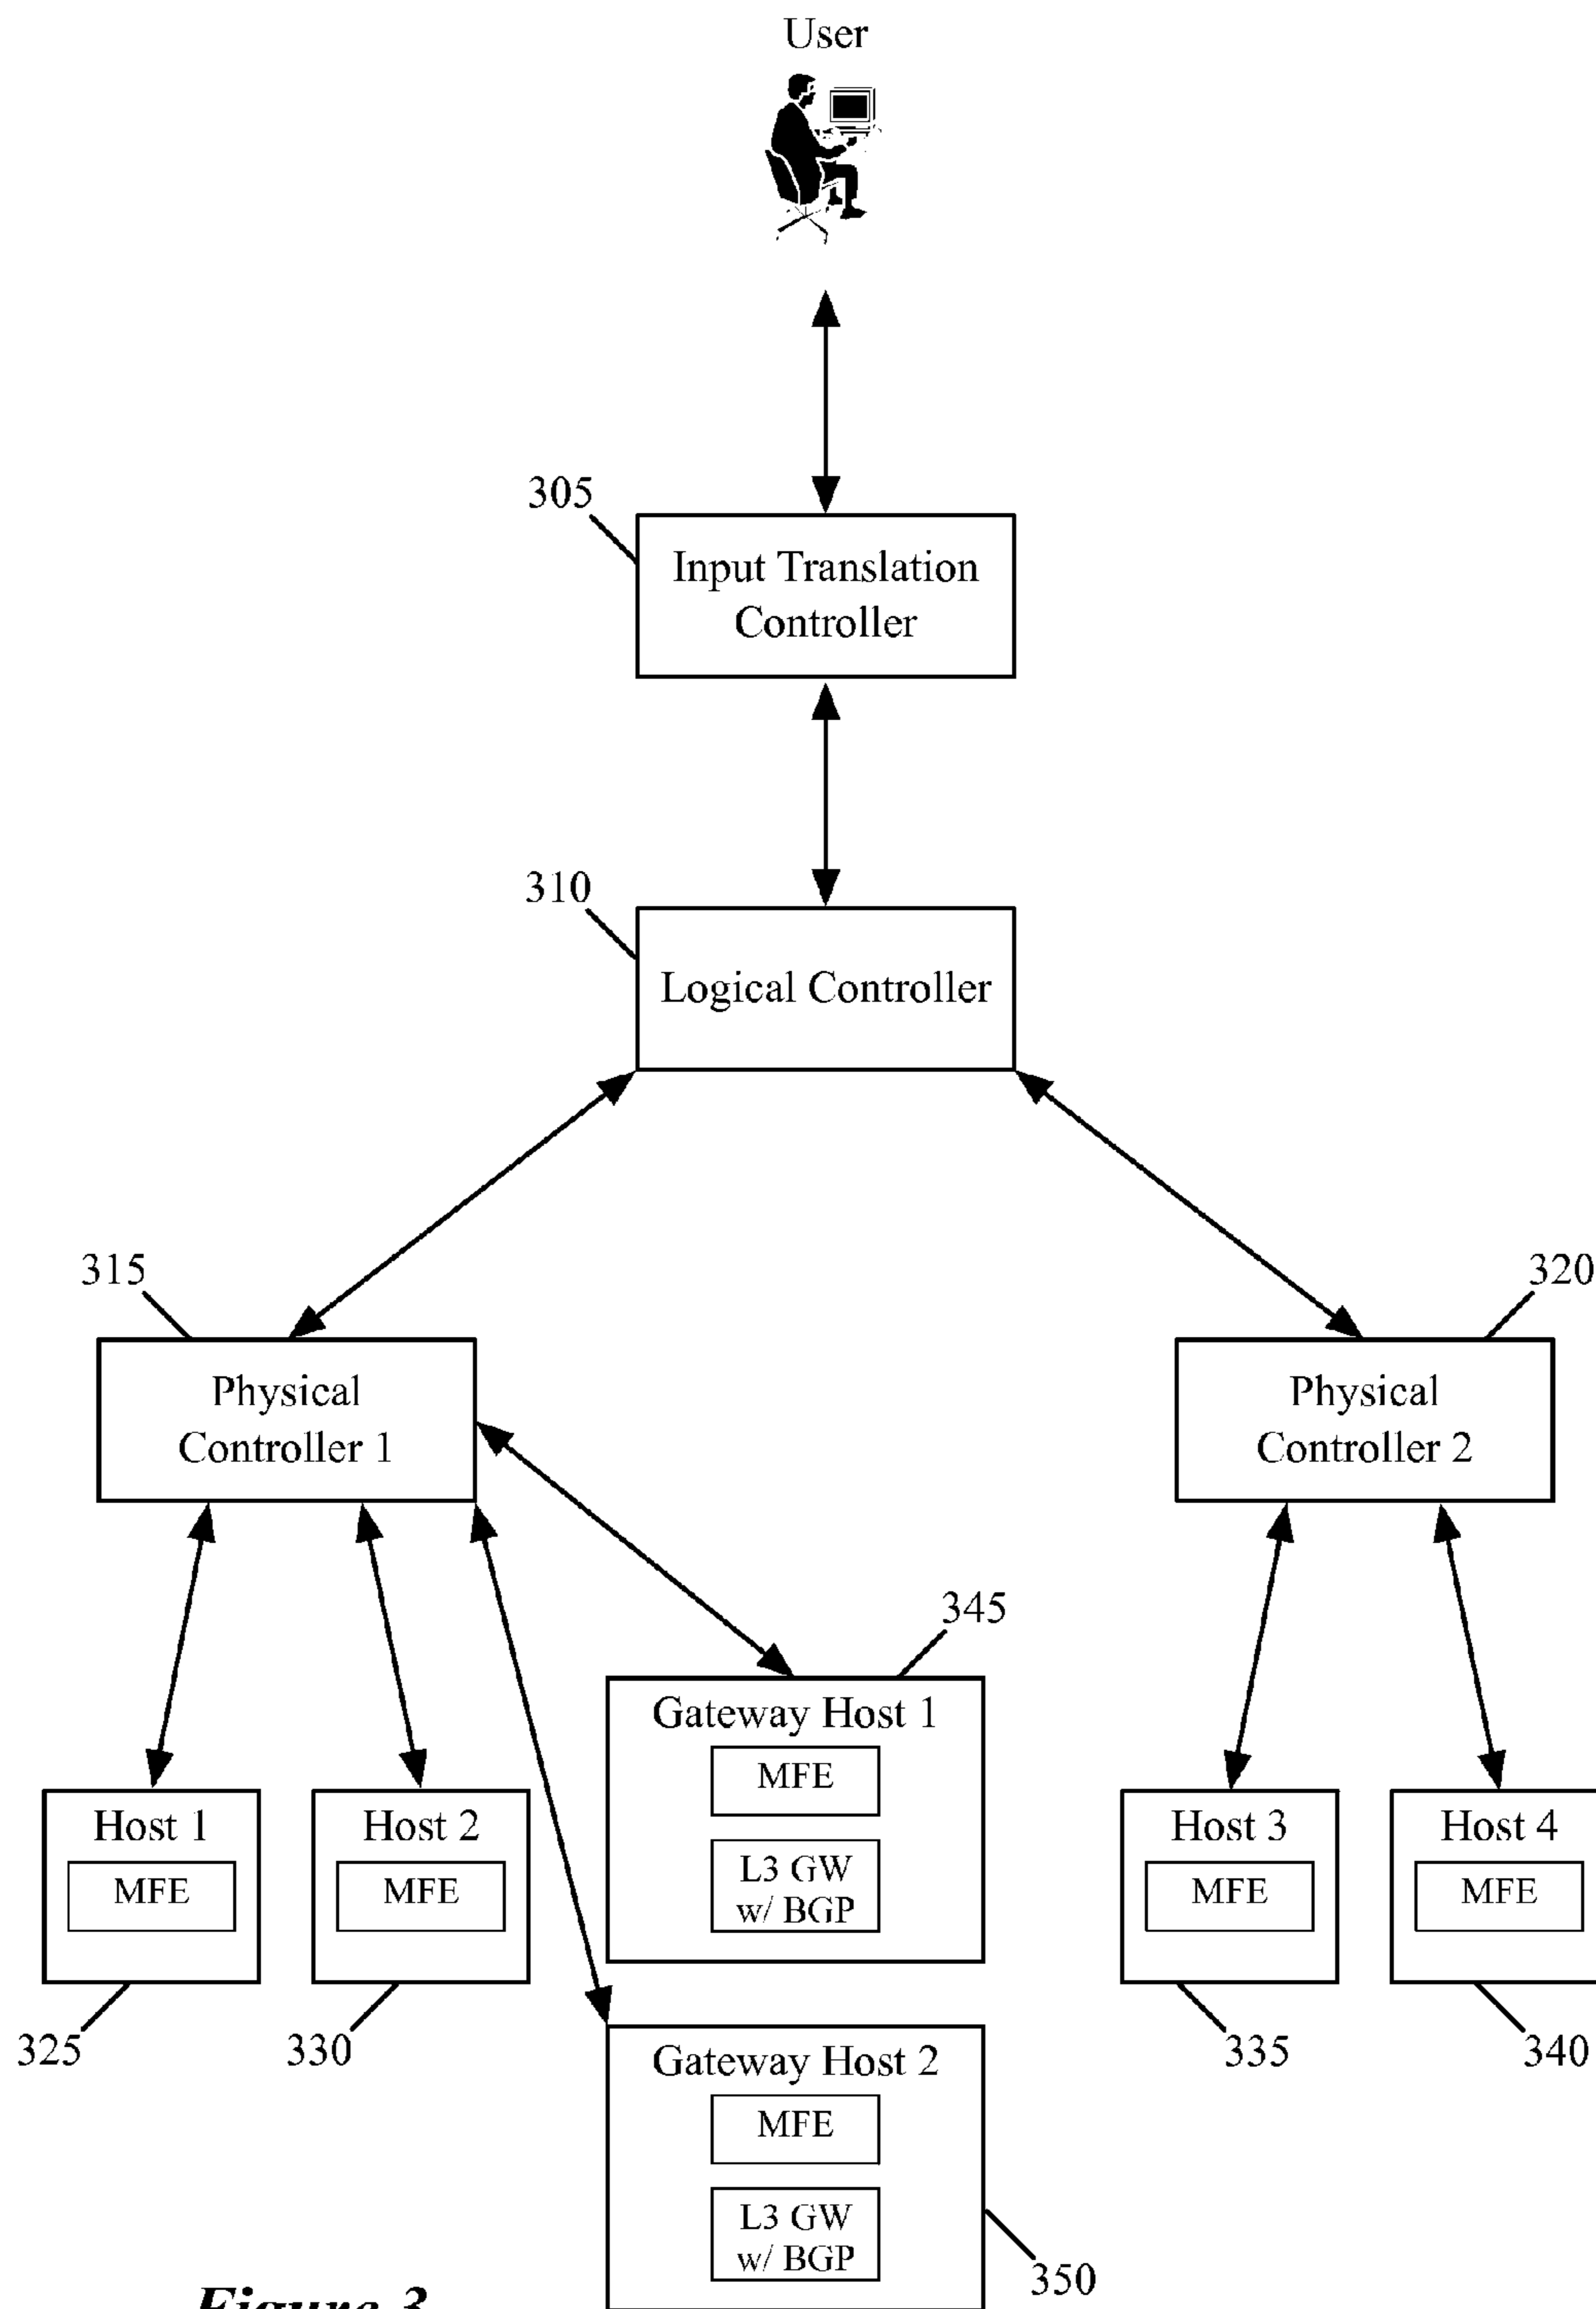 User
305
Input Translation
Controller
310
Logical Controller
315
320
Physical
Controller 1
Physical
Controller 2
345
Gateway Host 1
MFE
L3 GW
w/ BGP
Host 1
MFE
Host 2
MFE
Host 3
MFE
Host 4
MFE
325
330
335
340
Gateway Host 2
MFE
L3 GW
w/ BGP
350
Figure 3